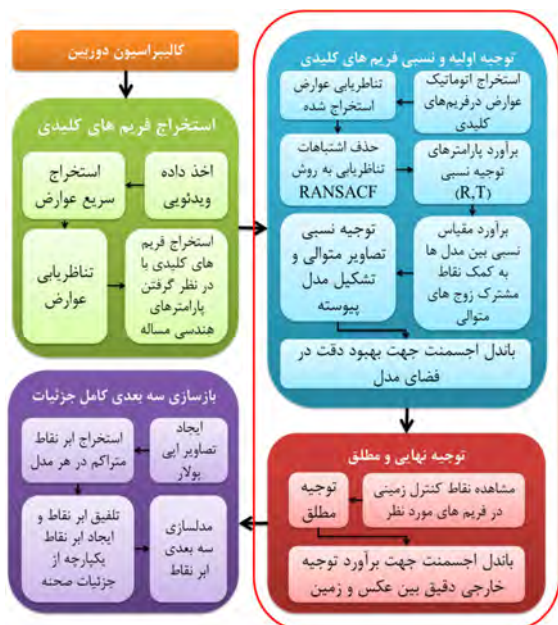 کالیبراسیون دوربین
استخراج فریم های کلیدی
اخذ داده
ویدئویی
استخراج
سریع عوارض
تناظریابی
عوارض
استخراج فریم
های کلیدی با
در نظر گرفتن
پارامترهای
هندسی مساله
توجیه اولیه و نسبی فریم های کلیدی
استخراج اتوماتیک
عوارض درفریم‌های
کلیدی
تناظریابی عوارض
استخراج شده
حذف اشتباهات
تناظریابی به روش
RANSACF
برآورد پارامترهای
توجیه نسبی
(R,T)
برآورد مقیاس
نسبی بین مدل ها
به کمک نقاط
مشترک زوج های
متوالی
توجیه نسبی
تصاویر متوالی و
تشکیل مدل
پیوسته
باندل اجسمنت جهت بهبود دقت در
فضای مدل
توجیه نهایی و مطلق
مشاهده نقاط کنترل زمینی
در فریم های مورد نظر
توجیه
مطلق
باندل اجسمنت جهت برآورد توجیه
خارجی دقیق بین عکس و زمین
بازسازی سه بعدی کامل جزئیات
ایجاد
تصاویر اپی
پولار
استخراج ابر نقاط
متراکم در هر مدل
تلفیق ابر نقاط و
ایجاد ابر نقاط
یکپارچه از
جزئیات صحنه
مدلسازی
سه بعدی
ابر نقاط